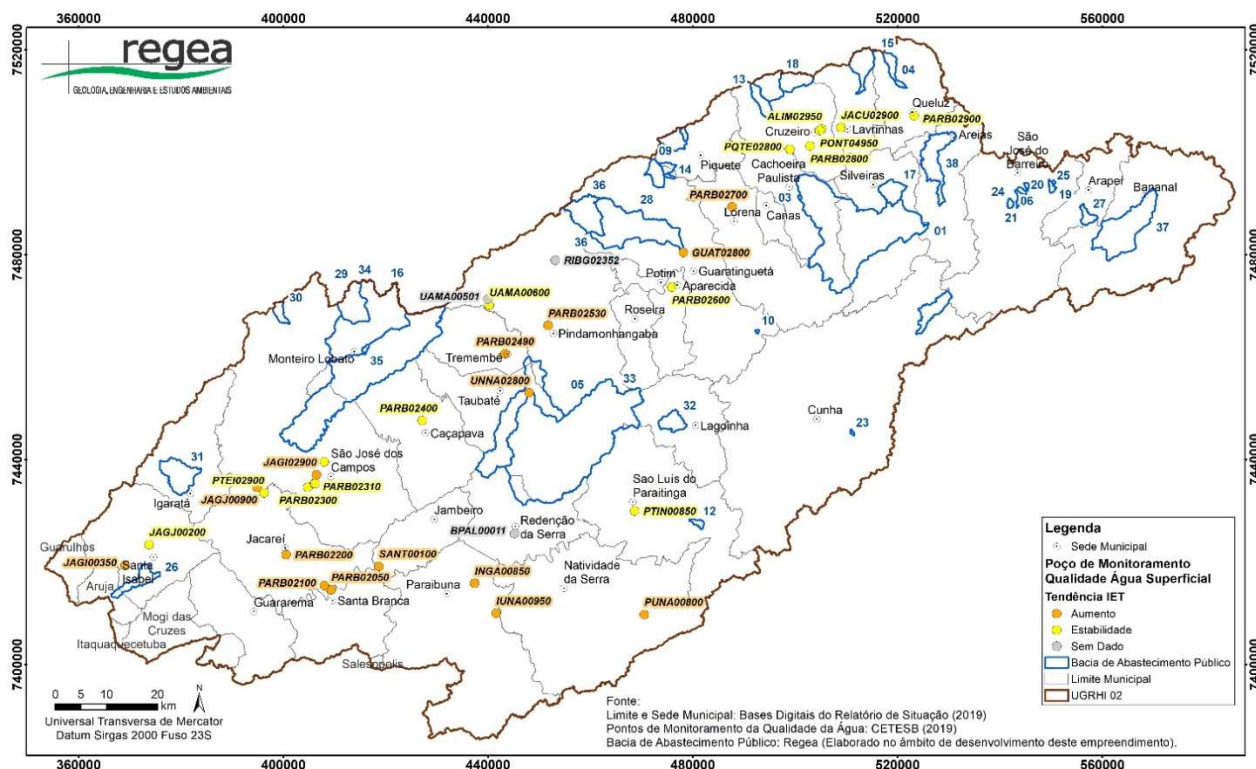 360000 400000 440000 480000 520000 560000
7520000
7480000
7440000
7400000
7520000
7480000
7440000
7400000
regea
GEOLOGIA, ENGENHARIA E ESTUDOS AMBIENTAIS
15
18
13
04
Queluz
ALIM02950
JACU02900
PARB02900
Cruzeiro
Lavrinhas
Areias
PONT04950
PQTE02800
PARB02800
São
José do
Barreiro
09
Piquete
Cachoeira
Paulista
Silveiras
38
14
17
25
20
24
06
19
21
Arapeí
Bananal
27
37
36
28
PARB02700
03
Lorena
Canas
01
36
GUAT02800
RIBG02352
Potim
Guaratinguetá
Aparecida
PARB02600
29
34
16
30
UAMA00501
UAMA00600
Roseira
PARB02530
Pindamonhangaba
10
Monteiro Lobato
35
PARB02490
Tremembé
UNNA02800
05
33
Taubaté
PARB02400
Caçapava
32
Lagoinha
Cunha
23
31
JAGI02900
São José dos
Campos
PTEI02900
PARB02310
JAGJ00900
PARB02300
Igaratá
Sao Luis do
Paraitinga
PTIN00850
12
Jambeiro
BPAL00011
Redenção
da Serra
JAGJ00200
Guarulhos
Jacareí
PARB02200
SANT00100
JAGI00350
Santa
Isabel
26
Arujá
PARB02100
PARB02050
Paraibuna
INGA00850
Natividade
da Serra
Guararema
Santa Branca
IUNA00950
PUNA00800
Mogi das
Cruzes
Itaquaquecetuba
Salesópolis
Legenda
Sede Municipal
Poço de Monitoramento
Qualidade Água Superficial
Tendência IET
Aumento
Estabilidade
Sem Dado
Bacia de Abastecimento Público
Limite Municipal
UGRHI 02
0 5 10 20
km
N
Universal Transversa de Mercator
Datum Sirgas 2000 Fuso 23S
Fonte:
Limite e Sede Municipal: Bases Digitais do Relatório de Situação (2019)
Pontos de Monitoramento da Qualidade da Água: CETESB (2019)
Bacia de Abastecimento Público: Regea (Elaborado no âmbito de desenvolvimento deste empreendimento).
360000 400000 440000 480000 520000 560000